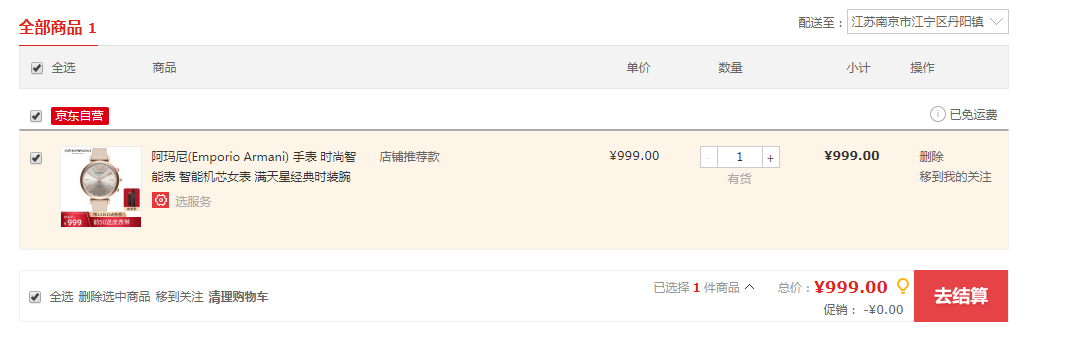 全部商品 1
配送至：江苏南京市江宁区丹阳镇
全选 商品 单价 数量 小计 操作
京东自营 已免运费
阿玛尼(Emporio Armani) 手表 时尚智 店铺推荐款 ¥999.00 - 1 + ¥999.00 删除
能表 智能机芯女表 满天星经典时装腕 有货 移到我的关注
选服务
¥999
全选 删除选中商品 移到关注 清理购物车 已选择 1 件商品 总价：¥999.00 去结算
促销： -¥0.00